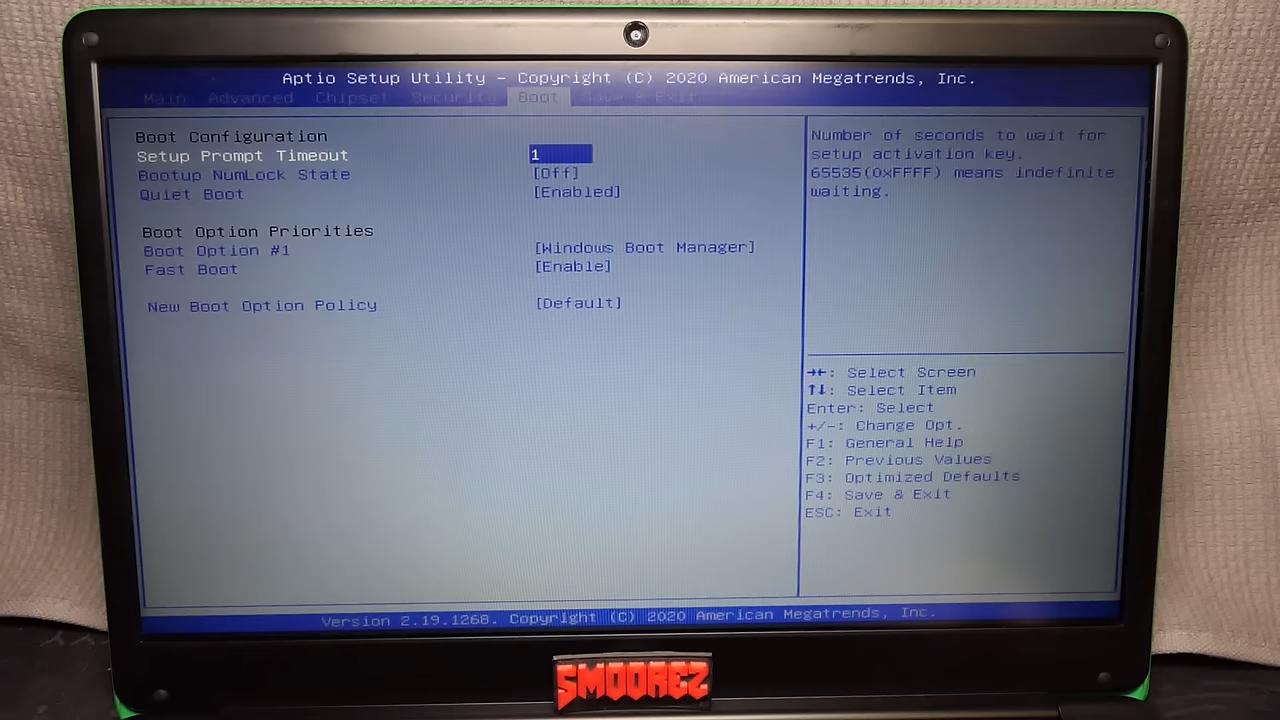 Aptio Setup Utility - Copyright (C) 2020 American Megatrends, Inc.
Main Advanced Chipset Security Boot Save & Exit
Boot Configuration
Setup Prompt Timeout 1
Bootup NumLock State [Off]
Quiet Boot [Enabled]
Boot Option Priorities
Boot Option #1 [Windows Boot Manager]
Fast Boot [Enable]
New Boot Option Policy [Default]
Number of seconds to wait for
setup activation key.
65535(0xFFFF) means indefinite
waiting.
→←: Select Screen
↑↓: Select Item
Enter: Select
+/-: Change Opt.
F1: General Help
F2: Previous Values
F3: Optimized Defaults
F4: Save & Exit
ESC: Exit
Version 2.19.1268. Copyright (C) 2020 American Megatrends, Inc.
SMOOREZ